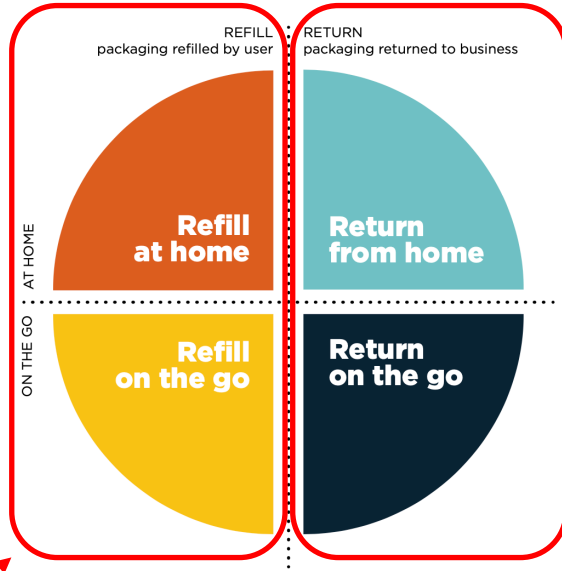 REFILL
packaging refilled by user
RETURN
packaging returned to business
AT HOME
Refill
at home
Return
from home
ON THE GO
Refill
on the go
Return
on the go